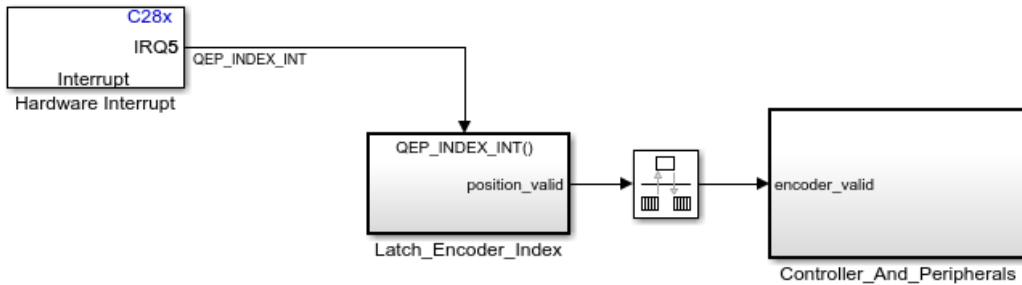 C28x
IRQ5
QEP_INDEX_INT
Interrupt
Hardware Interrupt
QEP_INDEX_INT()
position_valid
encoder_valid
Latch_Encoder_Index
Controller_And_Peripherals